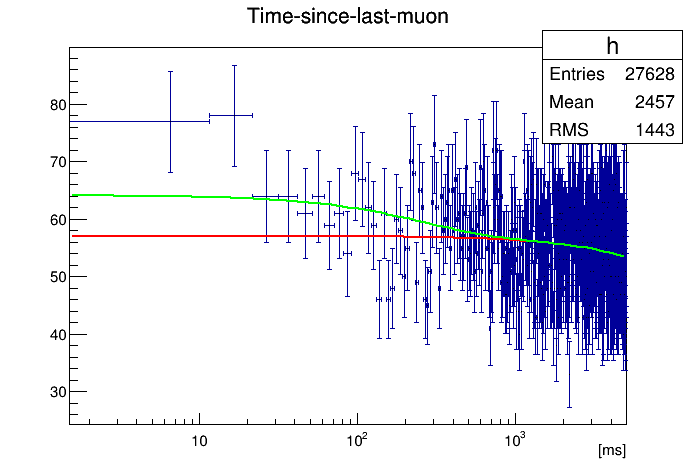 Time-since-last-muon
h
Entries 27628
Mean 2457
RMS 1443
80
70
60
50
40
30
10
10²
10³
[ms]